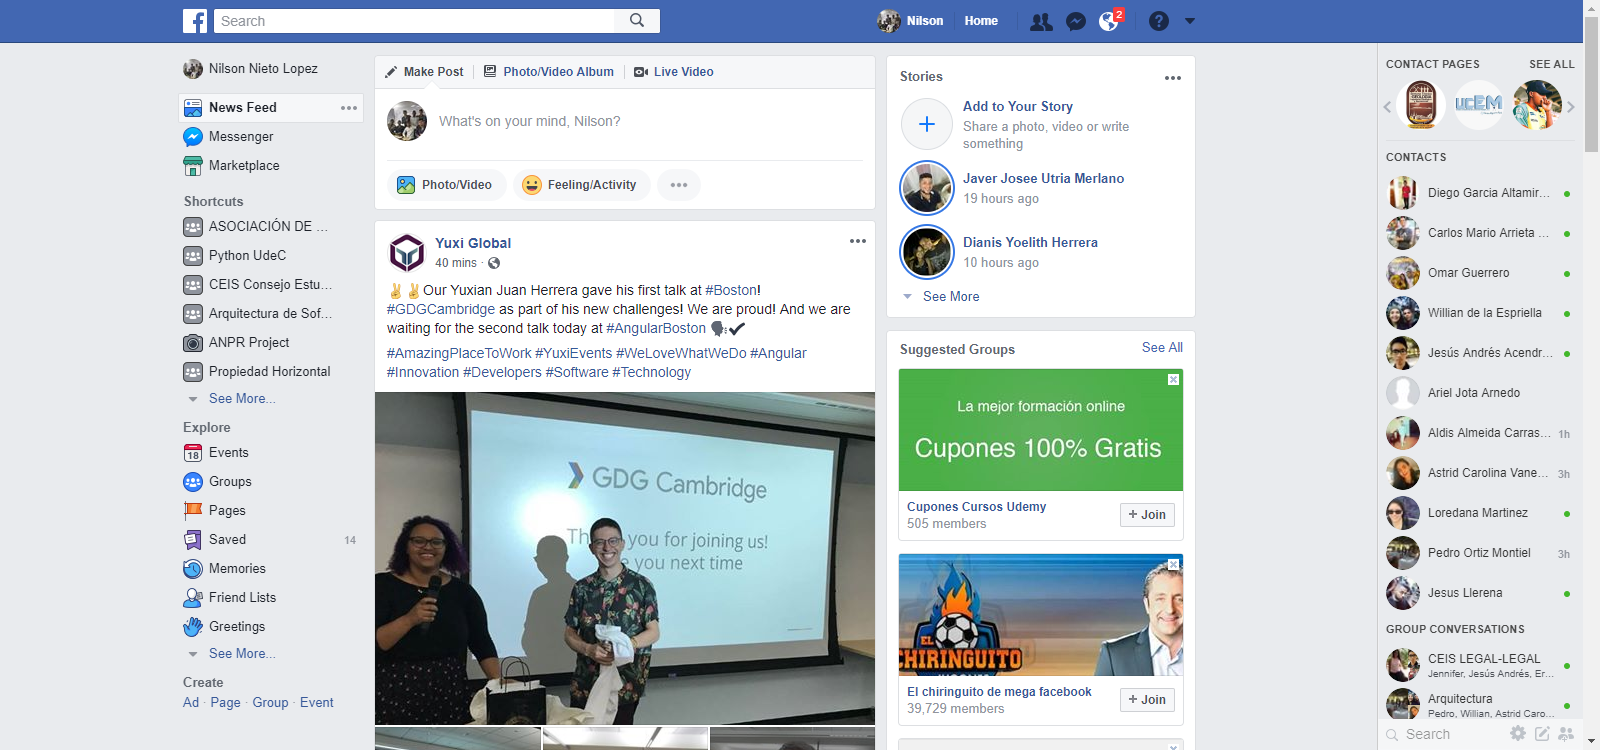 Search
Nilson
Home
2
Nilson Nieto Lopez
News Feed
Messenger
Marketplace
Shortcuts
ASOCIACIÓN DE ...
Python UdeC
CEIS Consejo Estu...
Arquitectura de Sof...
ANPR Project
Propiedad Horizontal
See More...
Explore
18
Events
Groups
Pages
Saved 14
Memories
Friend Lists
Greetings
See More...
Create
Ad · Page · Group · Event
Make Post
Photo/Video Album
Live Video
What's on your mind, Nilson?
Photo/Video
Feeling/Activity
Yuxi Global
40 mins ·
✌✌Our Yuxian Juan Herrera gave his first talk at #Boston!
#GDGCambridge as part of his new challenges! We are proud! And we are
waiting for the second talk today at #AngularBoston 🗣✔
#AmazingPlaceToWork #YuxiEvents #WeLoveWhatWeDo #Angular
#Innovation #Developers #Software #Technology
GDG Cambridge
you for joining us!
you next time
Stories
Add to Your Story
Share a photo, video or write
something
Javer Josee Utria Merlano
19 hours ago
Dianis Yoelith Herrera
10 hours ago
See More
Suggested Groups
See All
La mejor formación online
Cupones 100% Gratis
Cupones Cursos Udemy
505 members
+ Join
EL
CHIRINGUITO
El chiringuito de mega facebook
39,729 members
+ Join
CONTACT PAGES
SEE ALL
UCEM
CONTACTS
Diego Garcia Altamir...
Carlos Mario Arrieta ...
Omar Guerrero
Willian de la Espriella
Jesús Andrés Acendr...
Ariel Jota Arnedo
Aldis Almeida Carras... 1h
Astrid Carolina Vane... 3h
Loredana Martinez
Pedro Ortiz Montiel 3h
Jesus Llerena
GROUP CONVERSATIONS
CEIS LEGAL-LEGAL
Jennifer, Jesús Andrés, Er...
Arquitectura
Pedro, Willian, Astrid Caro...
Search